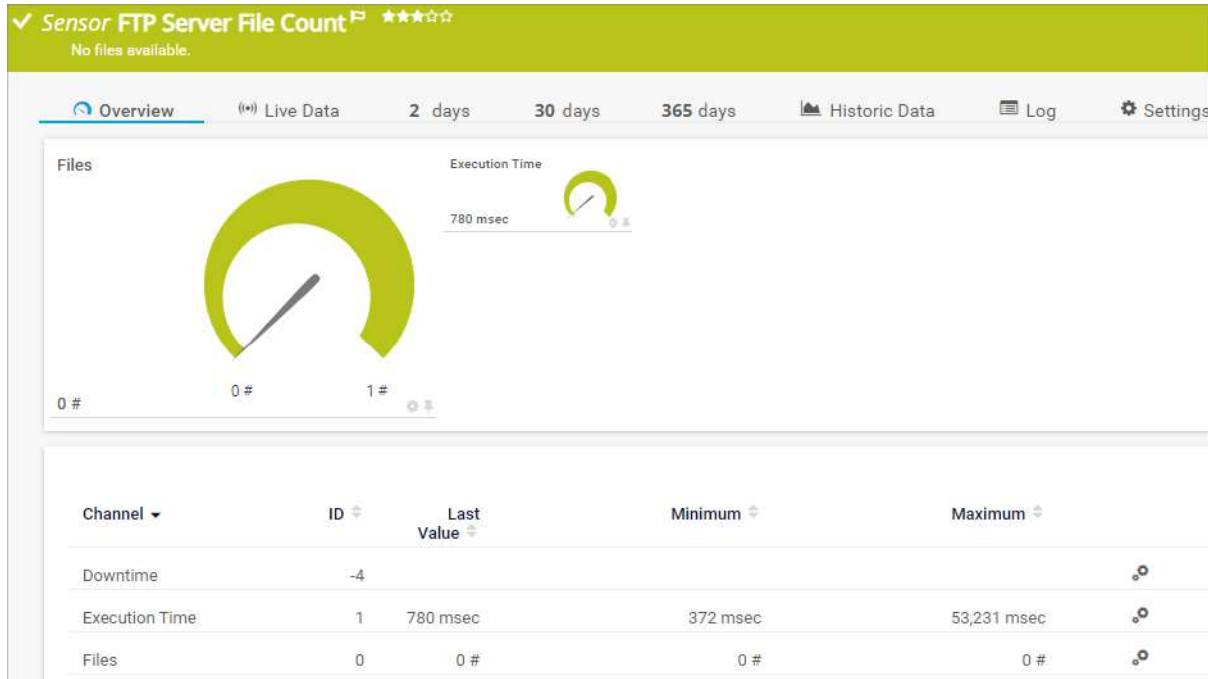 Sensor FTP Server File Count
No files available.
Overview Live Data 2 days 30 days 365 days Historic Data Log Settings
Files
Execution Time
780 msec
0 # 1 #
0 #
Channel ID Last Value Minimum Maximum
Downtime -4
Execution Time 1 780 msec 372 msec 53,231 msec
Files 0 0 # 0 # 0 #